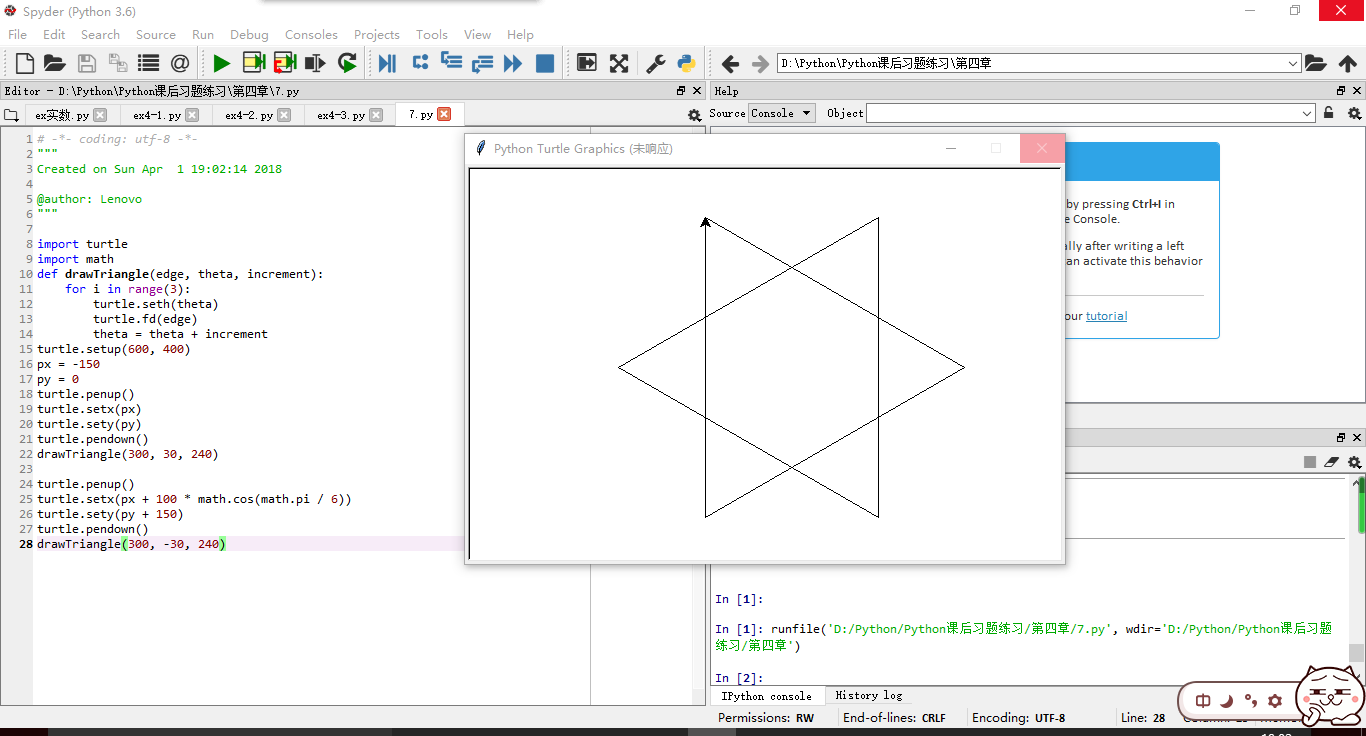 Spyder (Python 3.6)
File Edit Search Source Run Debug Consoles Projects Tools View Help
D:\Python\Python课后习题练习\第四章
Editor - D:\Python\Python课后习题练习\第四章\7.py
Help
ex实数.py ex4-1.py ex4-2.py ex4-3.py 7.py
Source Console Object
1 # -*- coding: utf-8 -*-
2 """
3 Created on Sun Apr  1 19:02:14 2018
4
5 @author: Lenovo
6 """
7
8 import turtle
9 import math
10 def drawTriangle(edge, theta, increment):
11     for i in range(3):
12         turtle.seth(theta)
13         turtle.fd(edge)
14         theta = theta + increment
15 turtle.setup(600, 400)
16 px = -150
17 py = 0
18 turtle.penup()
19 turtle.setx(px)
20 turtle.sety(py)
21 turtle.pendown()
22 drawTriangle(300, 30, 240)
23
24 turtle.penup()
25 turtle.setx(px + 100 * math.cos(math.pi / 6))
26 turtle.sety(py + 150)
27 turtle.pendown()
28 drawTriangle(300, -30, 240)
Python Turtle Graphics (未响应)
by pressing Ctrl+I in
Console.
ally after writing a left
an activate this behavior
our tutorial
In [1]:
In [1]: runfile('D:/Python/Python课后习题练习/第四章/7.py', wdir='D:/Python/Python课后习题
练习/第四章')
In [2]:
IPython console History log
中
Permissions: RW End-of-lines: CRLF Encoding: UTF-8 Line: 28